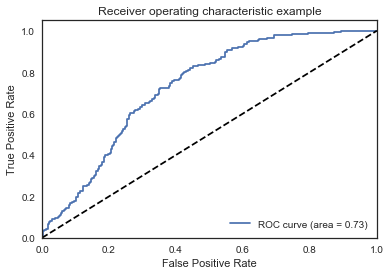 Receiver operating characteristic example
True Positive Rate
1.0
0.8
0.6
0.4
0.2
0.0
ROC curve (area = 0.73)
0.0 0.2 0.4 0.6 0.8 1.0
False Positive Rate